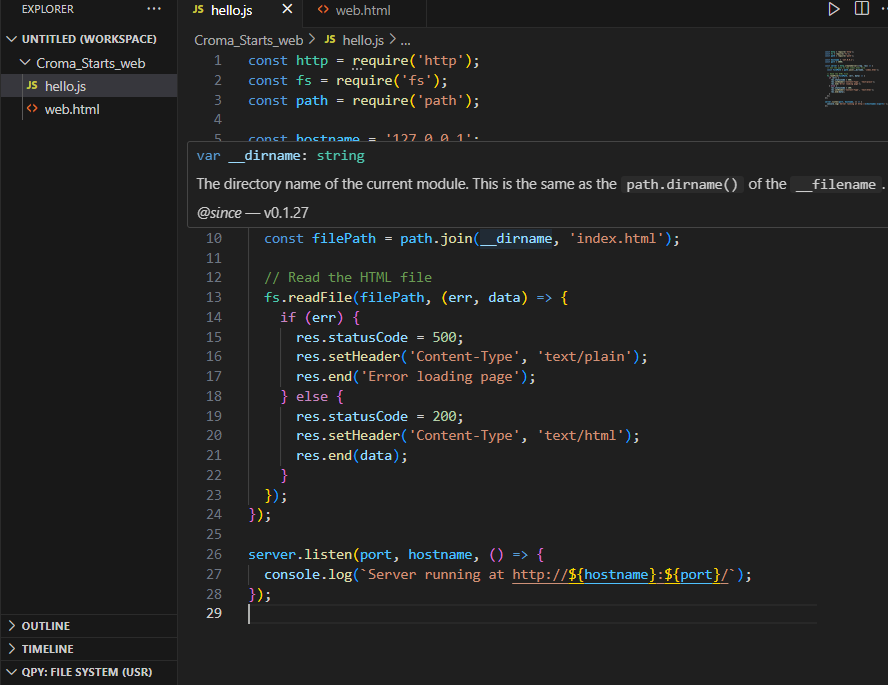 EXPLORER ...
UNTITLED (WORKSPACE)
Croma_Starts_web
JS hello.js
<> web.html
OUTLINE
TIMELINE
QPY: FILE SYSTEM (USR)
JS hello.js × <> web.html
Croma_Starts_web > JS hello.js > ...
1 const http = require('http');
2 const fs = require('fs');
3 const path = require('path');
4
5 const hostname = '127.0.0.1';
var __dirname: string
The directory name of the current module. This is the same as the path.dirname() of the __filename.
@since — v0.1.27
10 const filePath = path.join(__dirname, 'index.html');
11
12 // Read the HTML file
13 fs.readFile(filePath, (err, data) => {
14 if (err) {
15 res.statusCode = 500;
16 res.setHeader('Content-Type', 'text/plain');
17 res.end('Error loading page');
18 } else {
19 res.statusCode = 200;
20 res.setHeader('Content-Type', 'text/html');
21 res.end(data);
22 }
23 });
24 });
25
26 server.listen(port, hostname, () => {
27 console.log(`Server running at http://${hostname}:${port}/`);
28 });
29